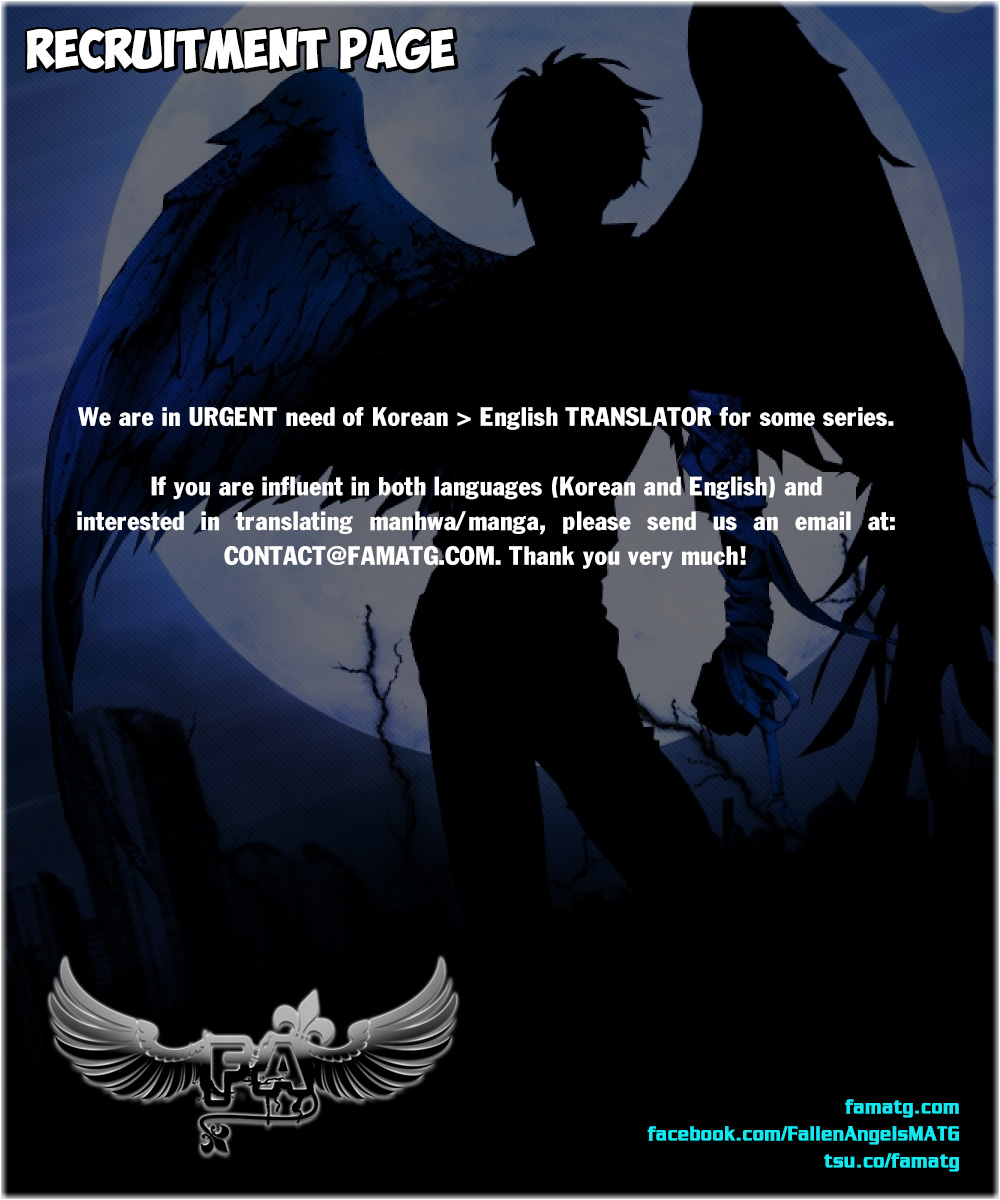 RECRUITMENT PAGE
We are in URGENT need of Korean > English TRANSLATOR for some series.
If you are influent in both languages (Korean and English) and
interested in translating manhwa/manga, please send us an email at:
CONTACT@FAMATG.COM. Thank you very much!
FA
famatg.com
facebook.com/FallenAngelsMATG
tsu.co/famatg